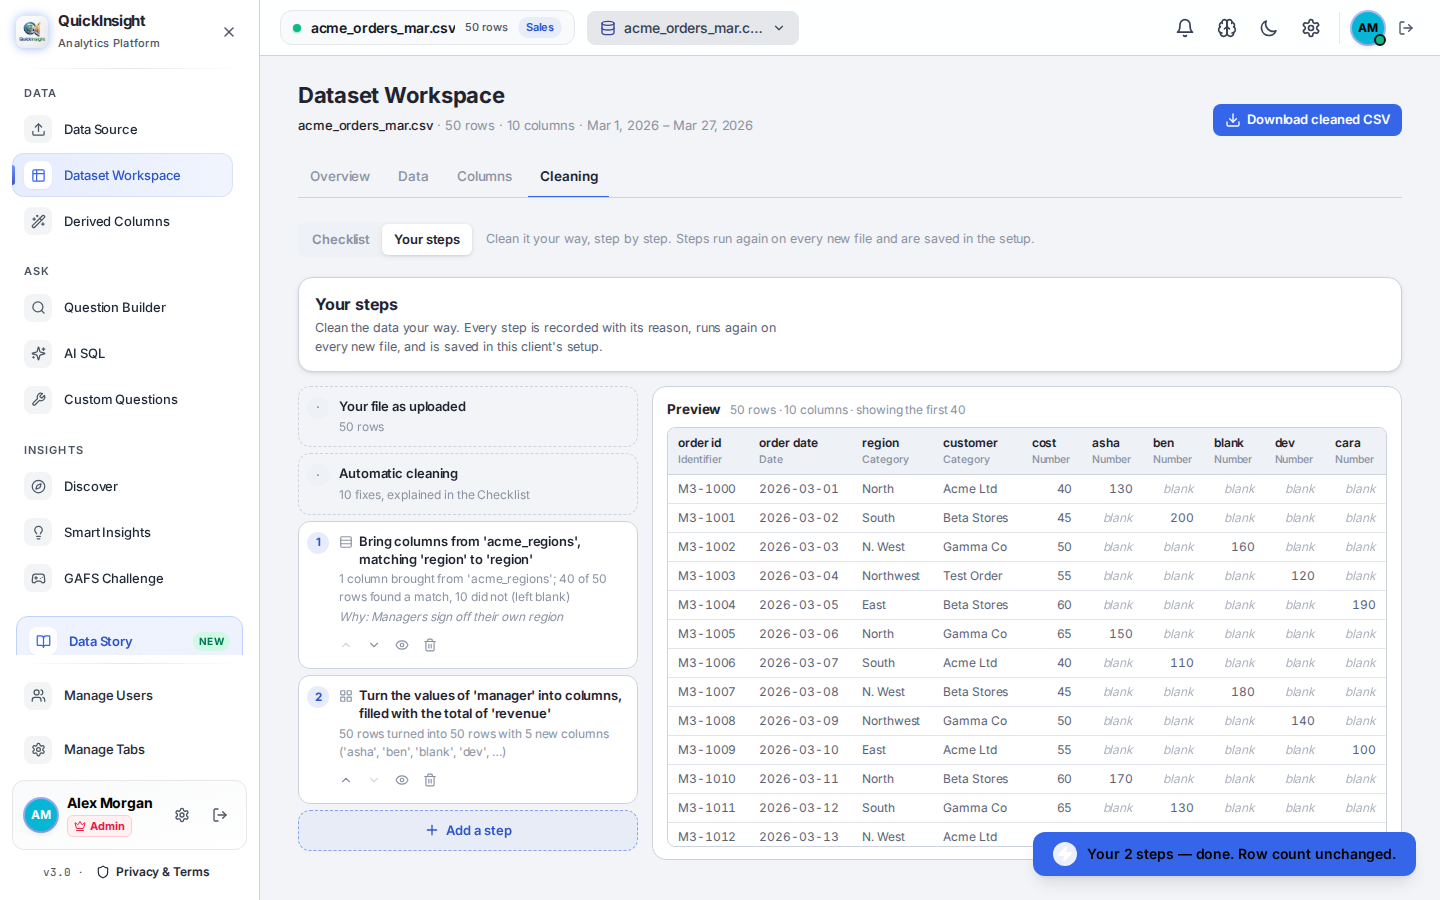 QuickInsight
Analytics Platform
DATA
Data Source
Dataset Workspace
Derived Columns
ASK
Question Builder
AI SQL
Custom Questions
INSIGHTS
Discover
Smart Insights
GAFS Challenge
Data Story NEW
Manage Users
Manage Tabs
AM Alex Morgan
Admin
v3.0 · Privacy & Terms
acme_orders_mar.csv 50 rows Sales
acme_orders_mar.c...
AM
Dataset Workspace
acme_orders_mar.csv · 50 rows · 10 columns · Mar 1, 2026 – Mar 27, 2026
Download cleaned CSV
Overview Data Columns Cleaning
Checklist Your steps Clean it your way, step by step. Steps run again on every new file and are saved in the setup.
Your steps
Clean the data your way. Every step is recorded with its reason, runs again on
every new file, and is saved in this client's setup.
Your file as uploaded
50 rows
Automatic cleaning
10 fixes, explained in the Checklist
1 Bring columns from 'acme_regions',
matching 'region' to 'region'
1 column brought from 'acme_regions'; 40 of 50
rows found a match, 10 did not (left blank)
Why: Managers sign off their own region
2 Turn the values of 'manager' into columns,
filled with the total of 'revenue'
50 rows turned into 50 rows with 5 new columns
('asha', 'ben', 'blank', 'dev', ...)
+ Add a step
Preview 50 rows · 10 columns · showing the first 40
order id order date region customer cost asha ben blank dev cara
Identifier Date Category Category Number Number Number Number Number Number
M3-1000 2026-03-01 North Acme Ltd 40 130 blank blank blank blank
M3-1001 2026-03-02 South Beta Stores 45 blank 200 blank blank blank
M3-1002 2026-03-03 N. West Gamma Co 50 blank blank 160 blank blank
M3-1003 2026-03-04 Northwest Test Order 55 blank blank blank 120 blank
M3-1004 2026-03-05 East Beta Stores 60 blank blank blank blank 190
M3-1005 2026-03-06 North Gamma Co 65 150 blank blank blank blank
M3-1006 2026-03-07 South Acme Ltd 40 blank 110 blank blank blank
M3-1007 2026-03-08 N. West Beta Stores 45 blank blank 180 blank blank
M3-1008 2026-03-09 Northwest Gamma Co 50 blank blank blank 140 blank
M3-1009 2026-03-10 East Acme Ltd 55 blank blank blank blank 100
M3-1010 2026-03-11 North Beta Stores 60 170 blank blank blank blank
M3-1011 2026-03-12 South Gamma Co 65 blank 130 blank blank blank
M3-1012 2026-03-13 N. West Acme Ltd
Your 2 steps — done. Row count unchanged.